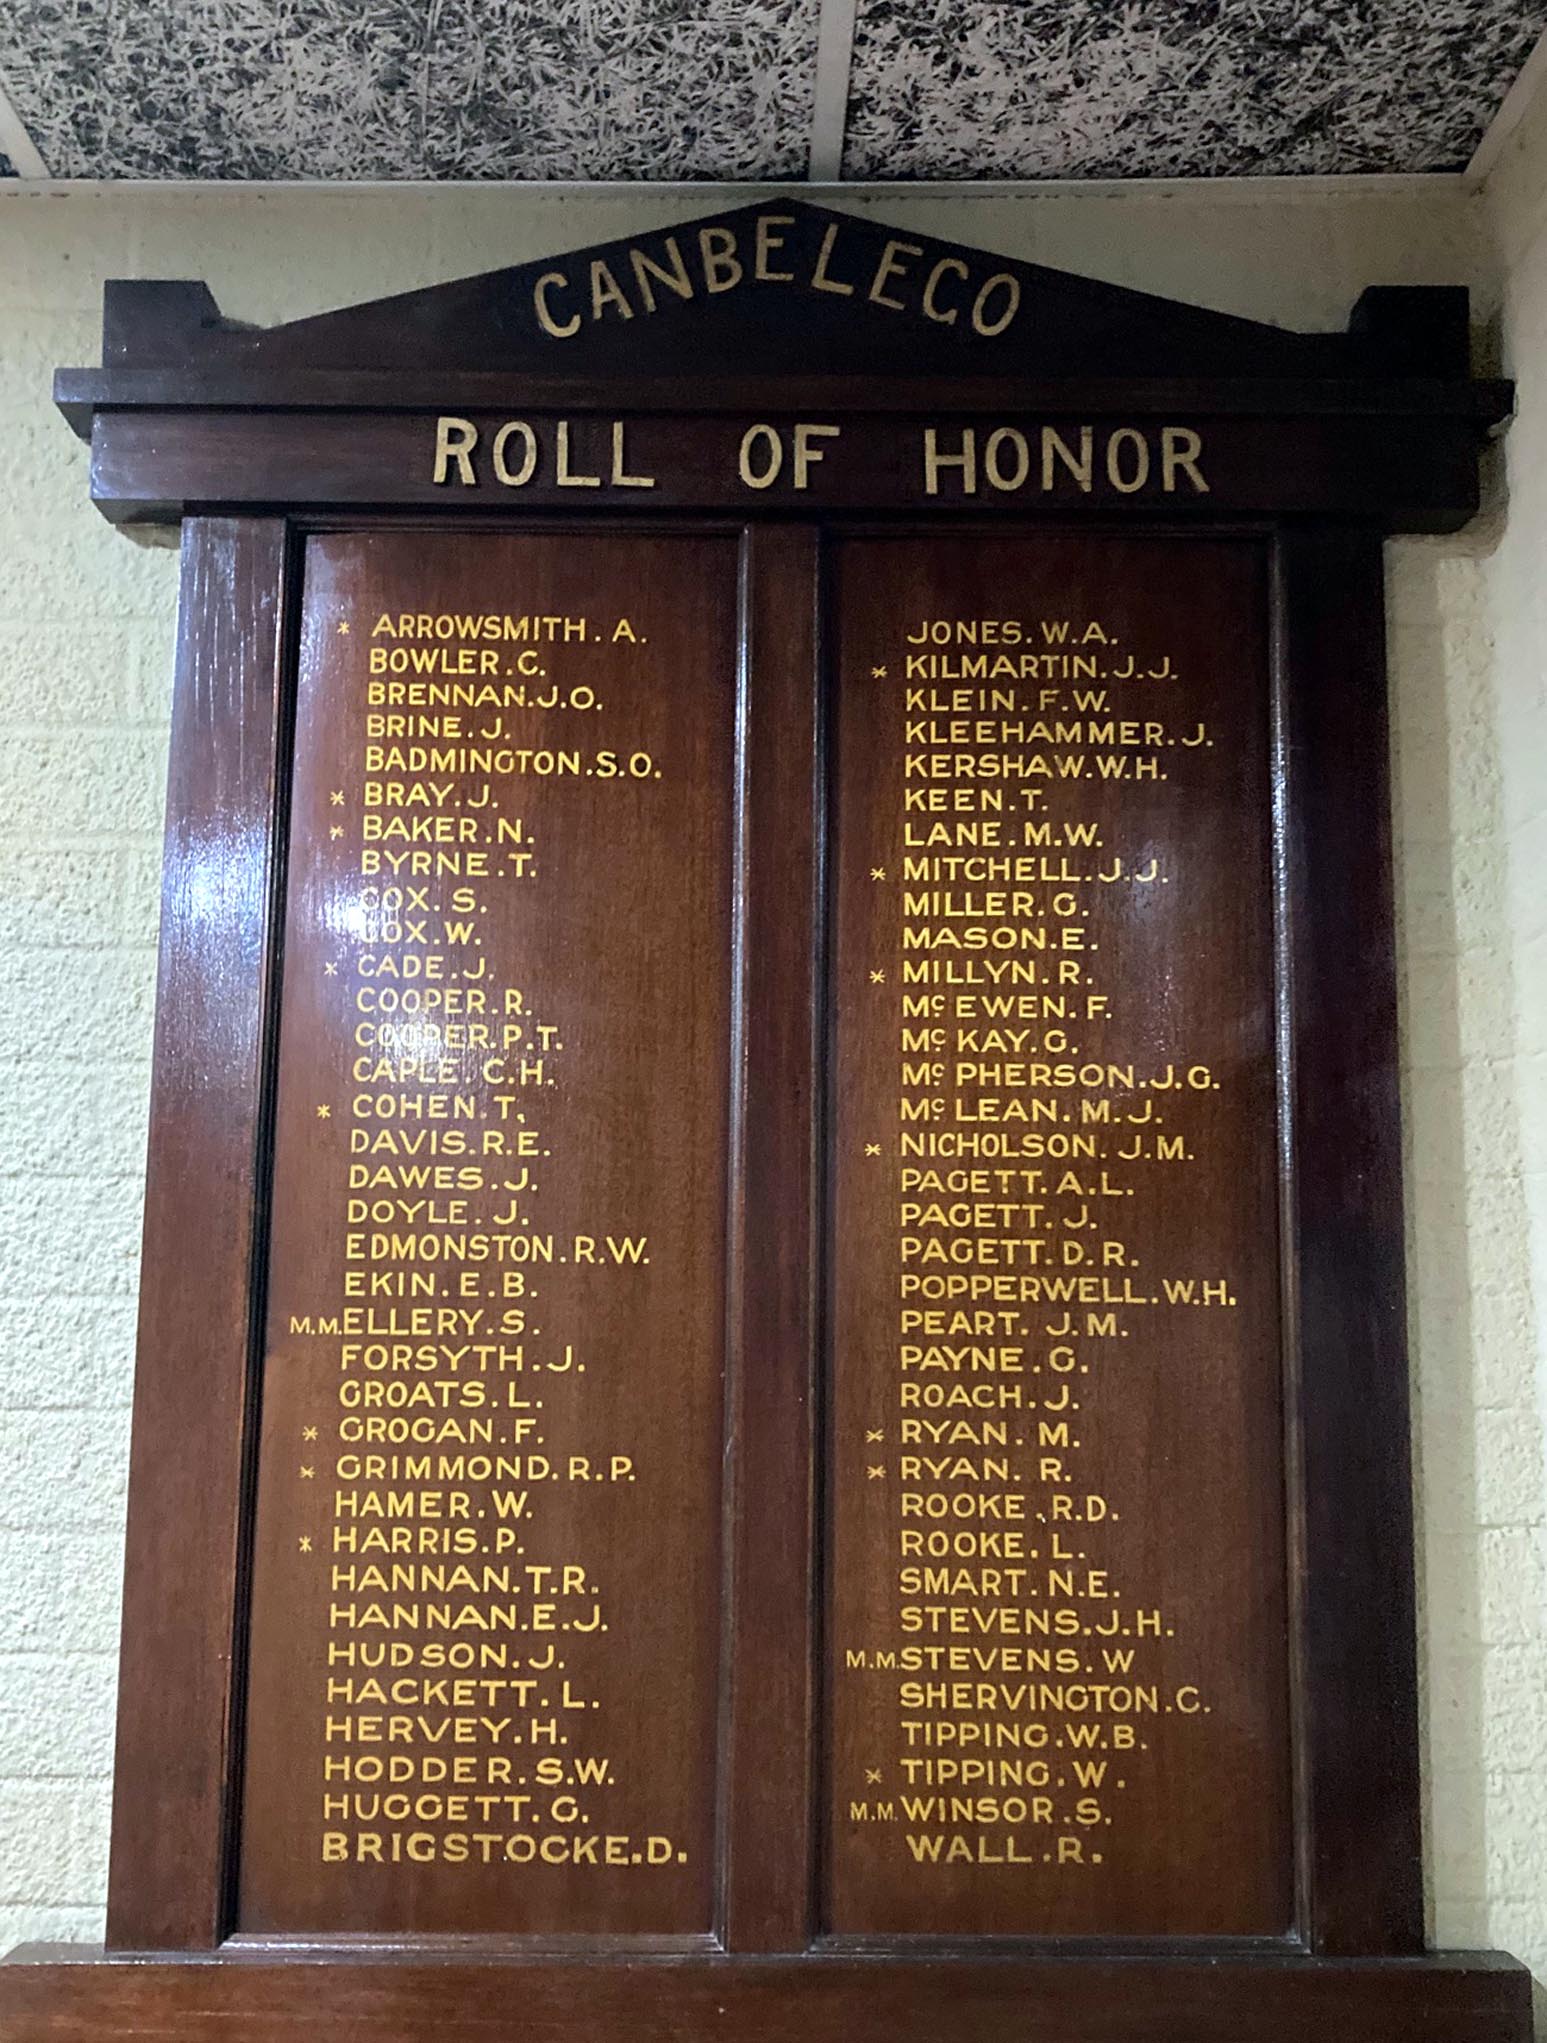 CANBELEGO
ROLL OF HONOR
* ARROWSMITH. A.
BOWLER. C.
BRENNAN. J. O.
BRINE. J.
BADMINGTON. S. O.
* BRAY. J.
* BAKER. N.
BYRNE. T.
COX. S.
COX. W.
* CADE. J.
COOPER. R.
COOPER. P. T.
CAPLE. C. H.
* COHEN. T.
DAVIS. R. E.
DAWES. J.
DOYLE. J.
EDMONSTON. R. W.
EKIN. E. B.
M.M. ELLERY. S.
FORSYTH. J.
GROATS. L.
* GROGAN. F.
* GRIMMOND. R. P.
HAMER. W.
* HARRIS. P.
HANNAN. T. R.
HANNAN. E. J.
HUDSON. J.
HACKETT. L.
HERVEY. H.
HODDER. S. W.
HUGGETT. G.
BRIGSTOCKE. D.
JONES. W. A.
* KILMARTIN. J. J.
KLEIN. F. W.
KLEEHAMMER. J.
KERSHAW. W. H.
KEEN. T.
LANE. M. W.
* MITCHELL. J. J.
MILLER. G.
MASON. E.
* MILLYN. R.
Mc EWEN. F.
Mc KAY. G.
Mc PHERSON. J. G.
Mc LEAN. M. J.
* NICHOLSON. J. M.
PAGETT. A. L.
PAGETT. J.
PAGETT. D. R.
POPPERWELL. W. H.
PEART. J. M.
PAYNE. G.
ROACH. J.
* RYAN. M.
* RYAN. R.
ROOKE. R. D.
ROOKE. L.
SMART. N. E.
STEVENS. J. H.
M.M. STEVENS. W
SHERVINGTON. C.
TIPPING. W. B.
* TIPPING. W.
M.M. WINSOR. S.
WALL. R.